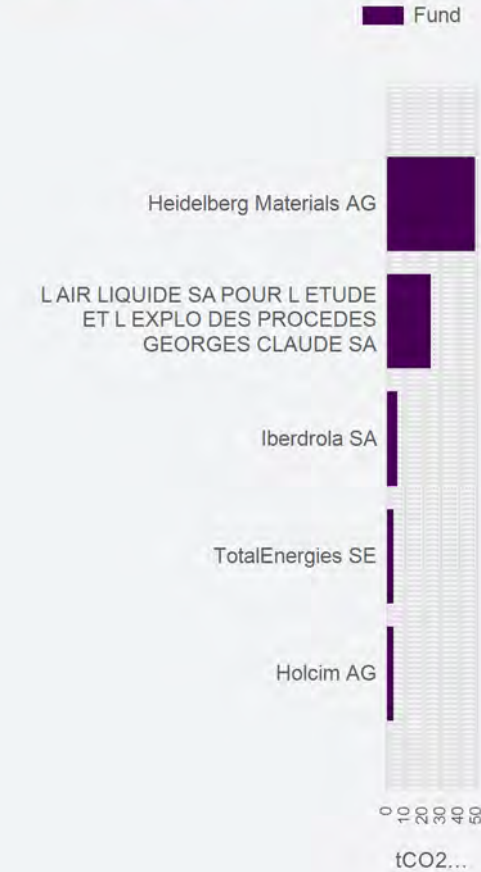 Fund
Heidelberg Materials AG
L AIR LIQUIDE SA POUR L ETUDE
ET L EXPLO DES PROCEDES
GEORGES CLAUDE SA
Iberdrola SA
TotalEnergies SE
Holcim AG
0 10 20 30 40 50
tCO2...